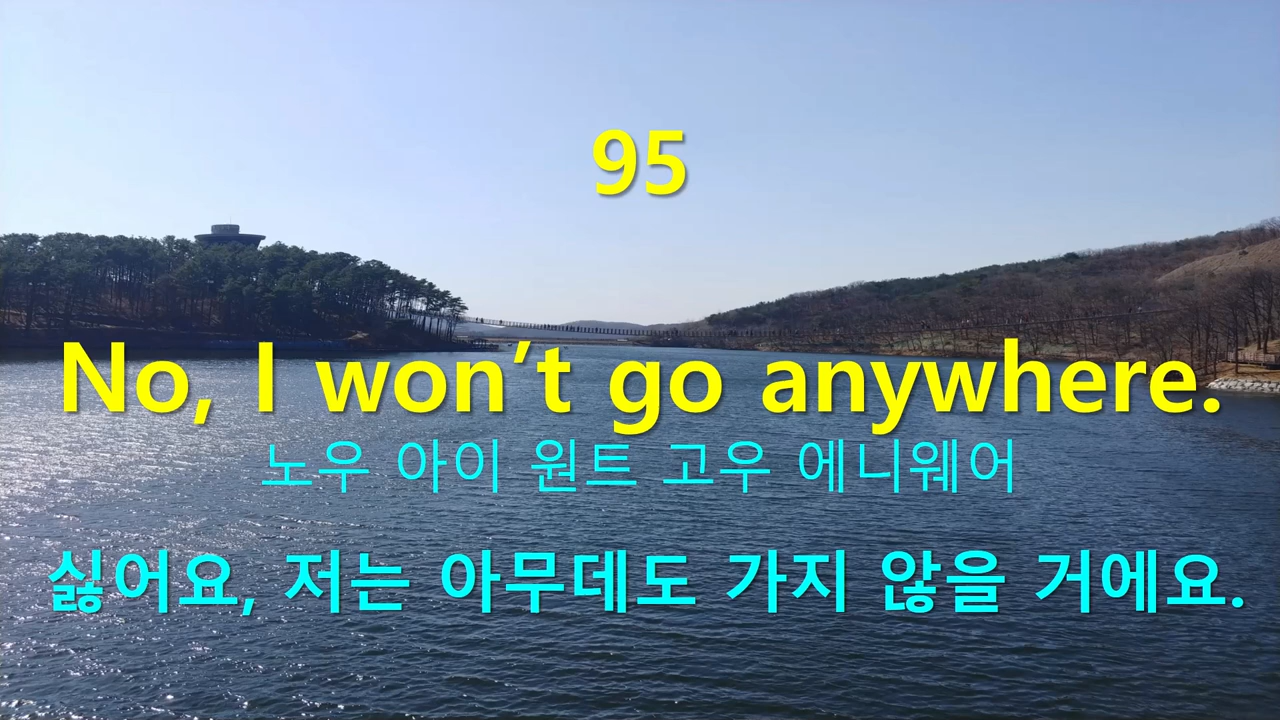 95
No, I won’t go anywhere.
노우 아이 원트 고우 에니웨어
싫어요, 저는 아무데도 가지 않을 거에요.